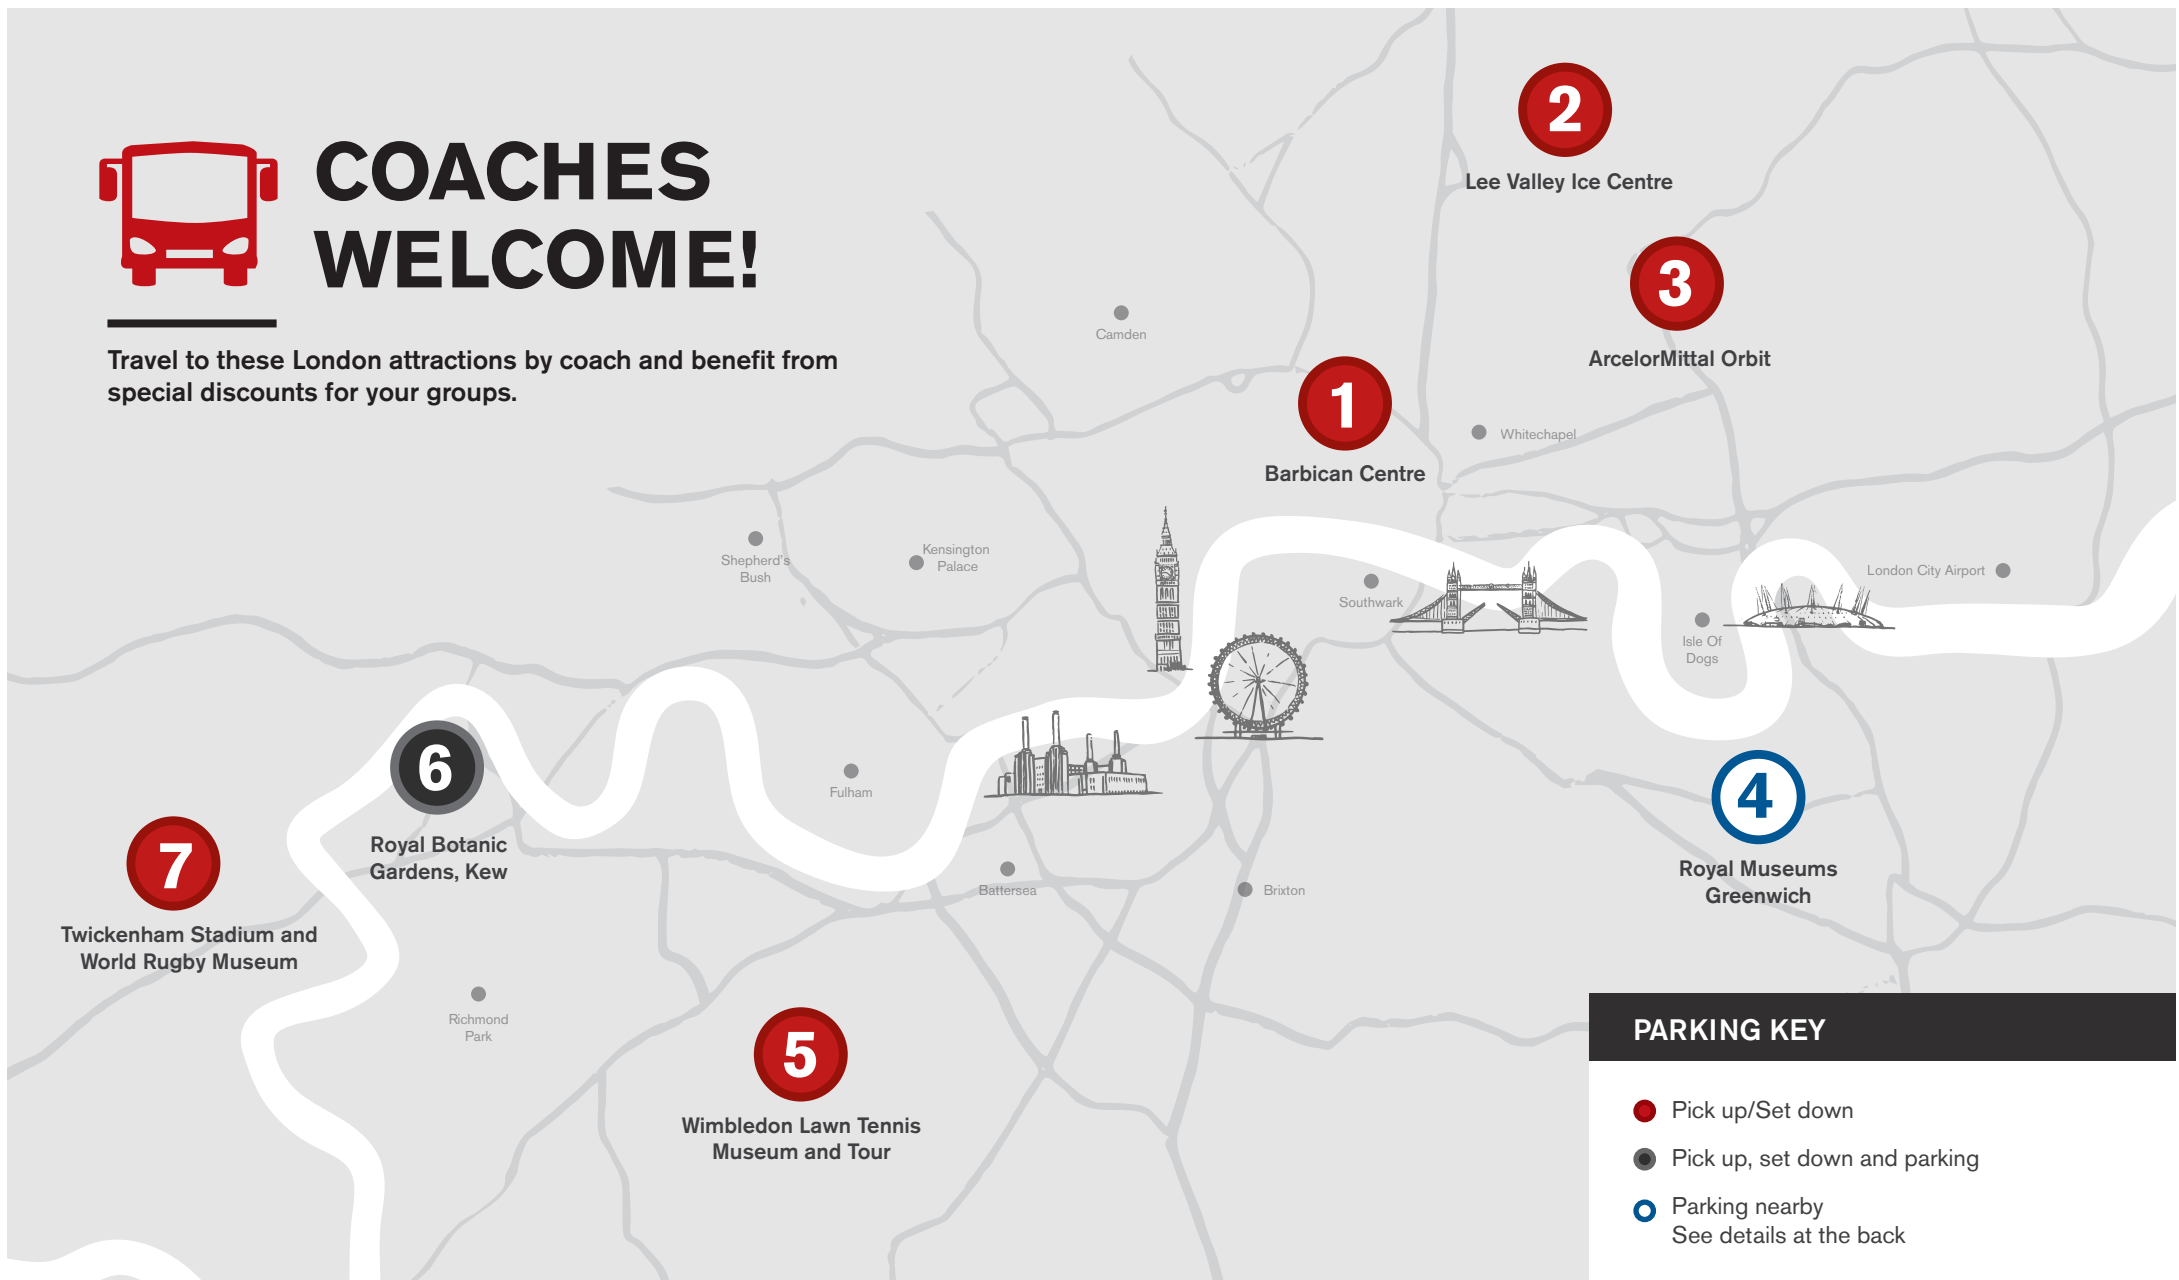 COACHES
WELCOME!
Travel to these London attractions by coach and benefit from
special discounts for your groups.
2
Lee Valley Ice Centre
3
ArcelorMittal Orbit
Camden
1
Barbican Centre
Whitechapel
Shepherd's
Bush
Kensington
Palace
Southwark
London City Airport
Isle Of
Dogs
6
Royal Botanic
Gardens, Kew
Fulham
4
Royal Museums
Greenwich
7
Twickenham Stadium and
World Rugby Museum
Battersea
Brixton
Richmond
Park
5
Wimbledon Lawn Tennis
Museum and Tour
PARKING KEY
Pick up/Set down
Pick up, set down and parking
Parking nearby
See details at the back